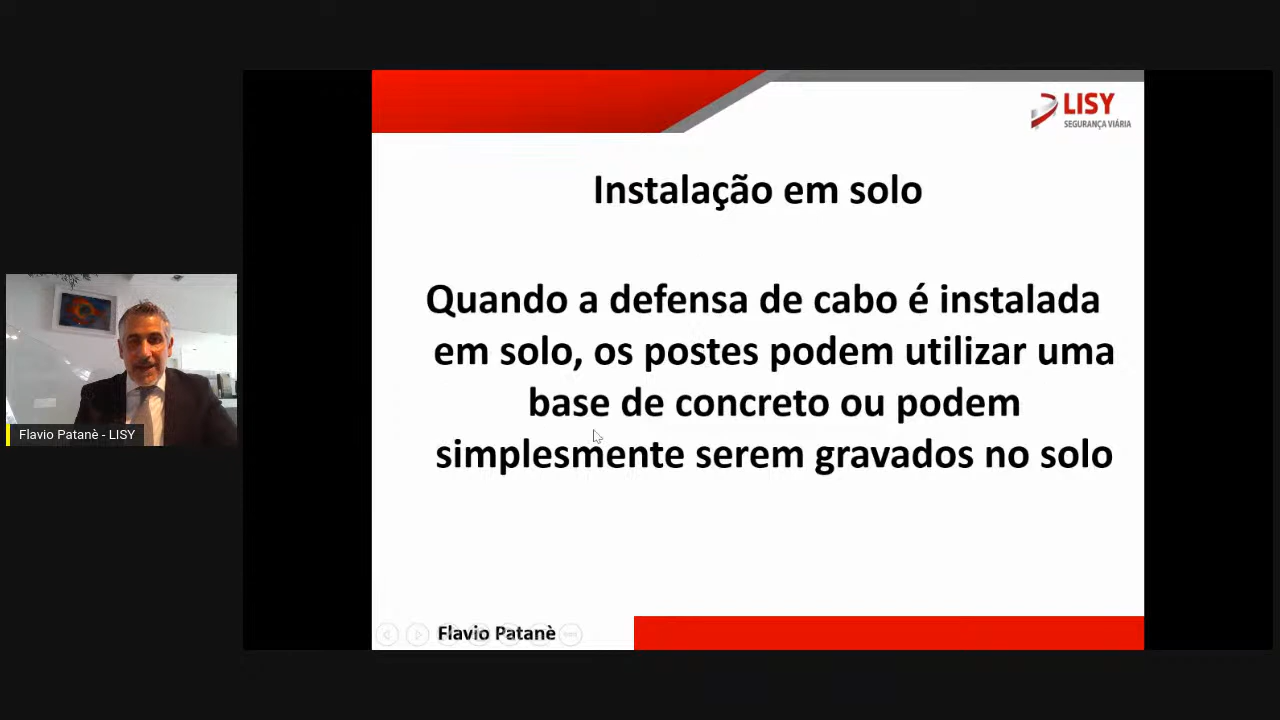 LISY
SEGURANÇA VIÁRIA
Instalação em solo
Quando a defensa de cabo é instalada
em solo, os postes podem utilizar uma
base de concreto ou podem
simplesmente serem gravados no solo
Flavio Patanè - LISY
Flavio Patanè